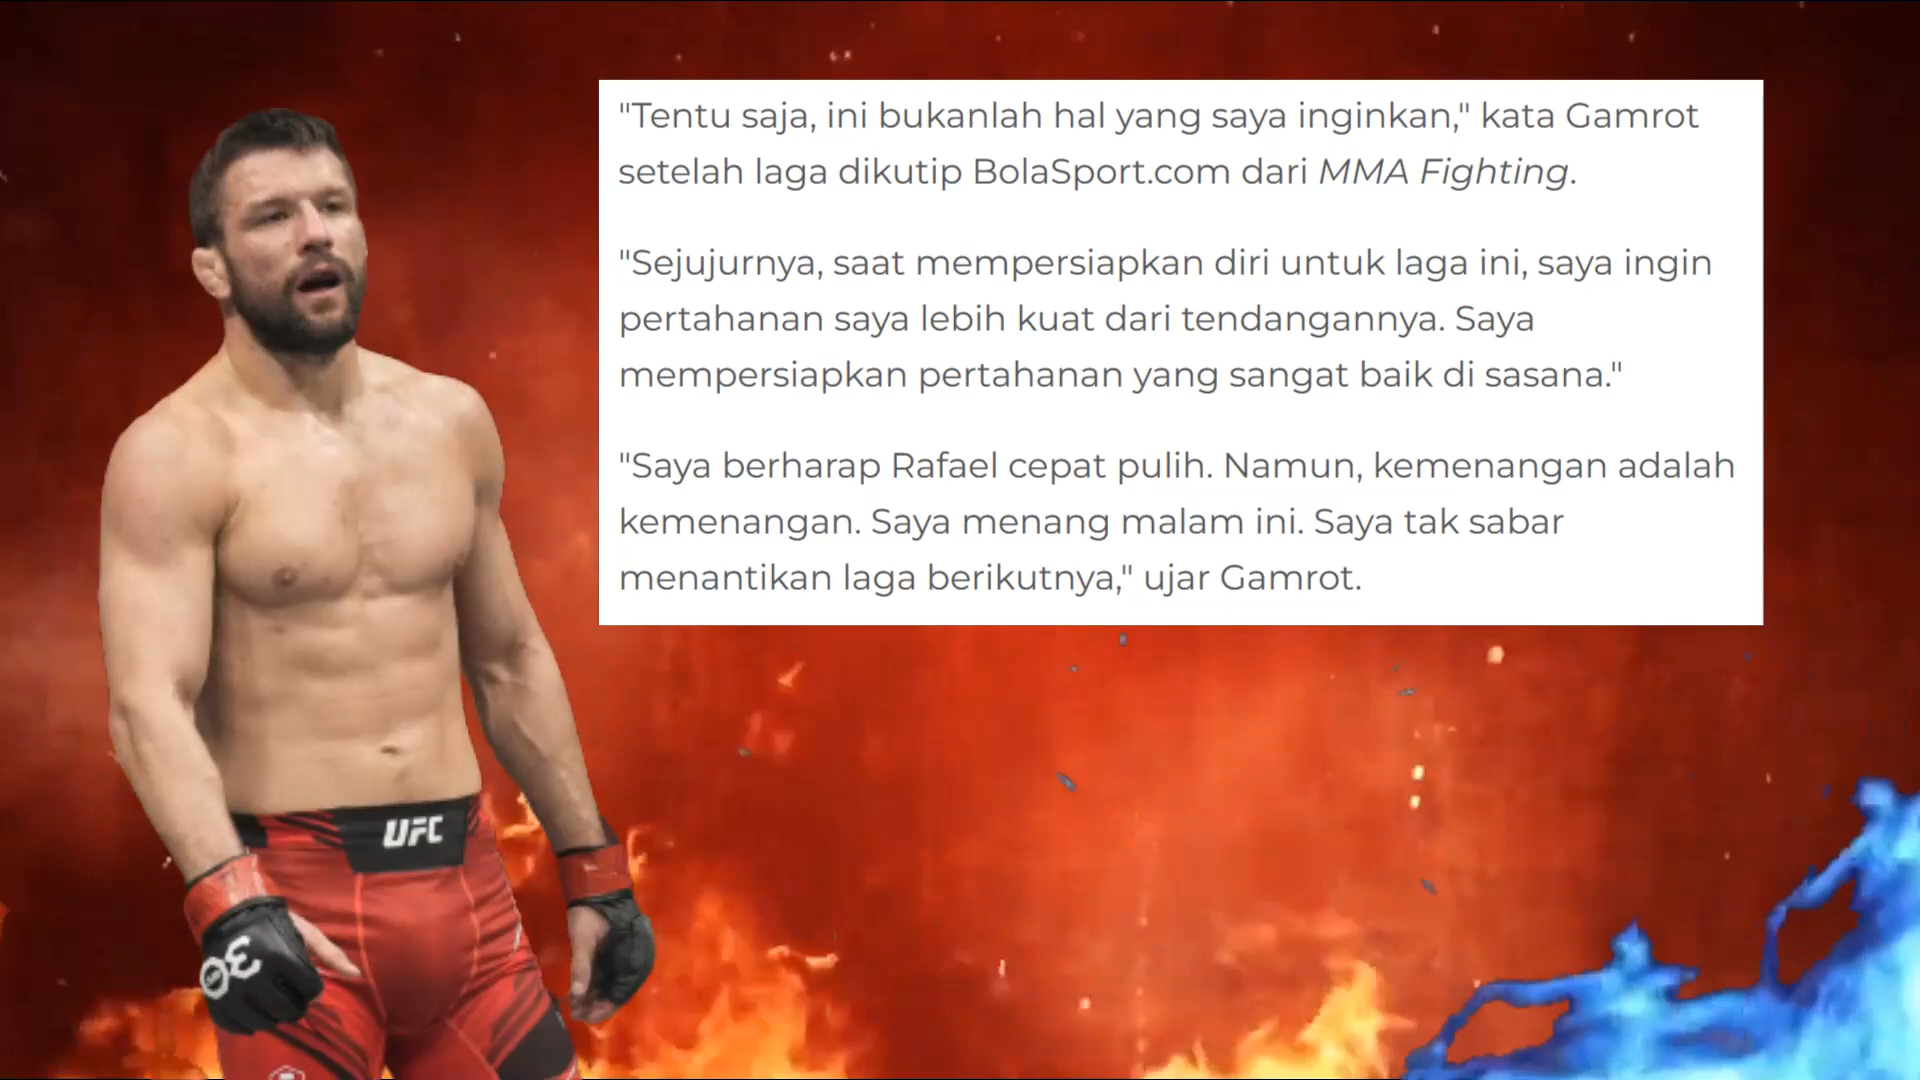 "Tentu saja, ini bukanlah hal yang saya inginkan," kata Gamrot
setelah laga dikutip BolaSport.com dari MMA Fighting.
"Sejujurnya, saat mempersiapkan diri untuk laga ini, saya ingin
pertahanan saya lebih kuat dari tendangannya. Saya
mempersiapkan pertahanan yang sangat baik di sasana."
"Saya berharap Rafael cepat pulih. Namun, kemenangan adalah
kemenangan. Saya menang malam ini. Saya tak sabar
menantikan laga berikutnya," ujar Gamrot.
UFC